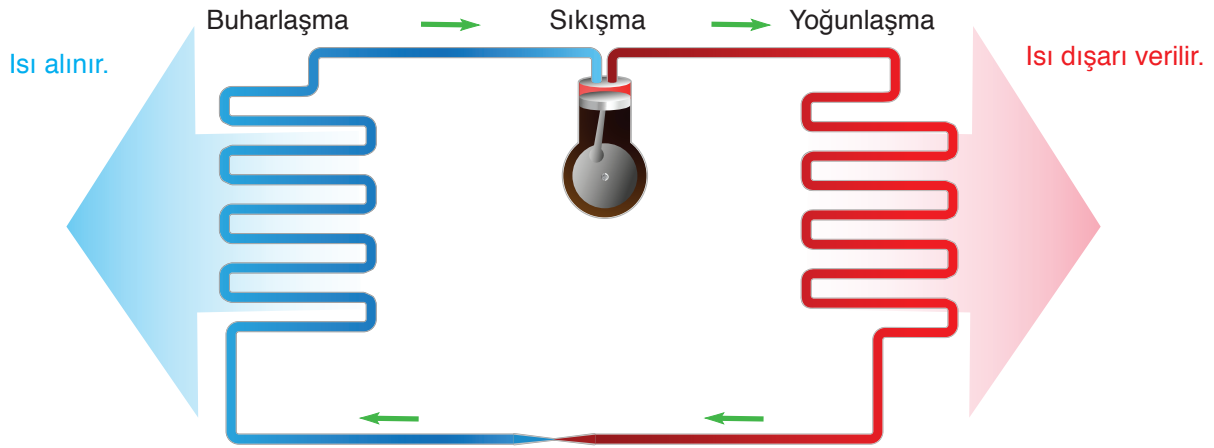 Buharlaşma
Sıkışma
Yoğunlaşma
Isı alınır.
Isı dışarı verilir.